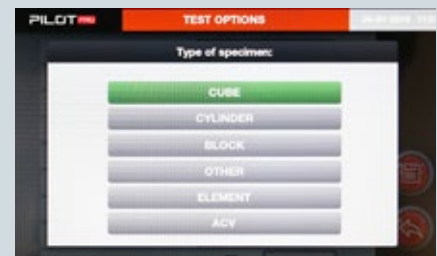 PILOT PRO TEST OPTIONS
Type of specimen:
CUBE
CYLINDER
BLOCK
OTHER
ELEMENT
ACV